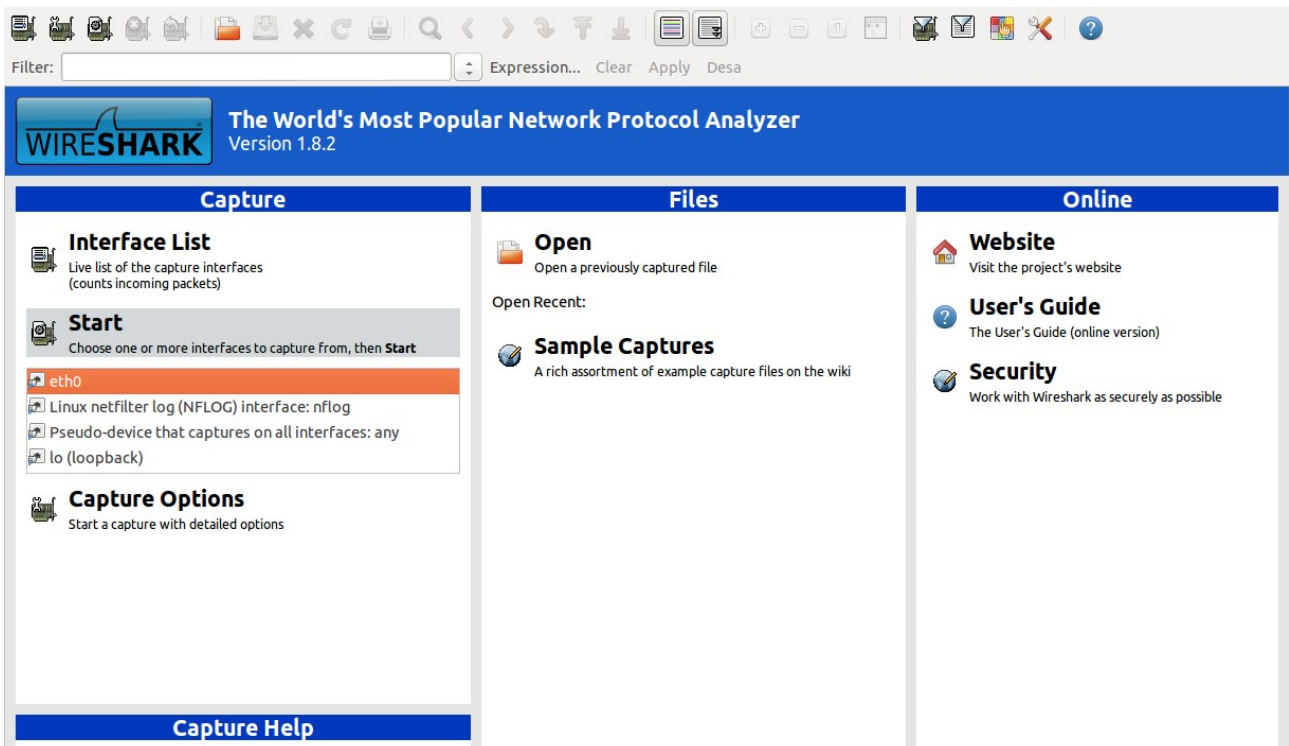 Filter:
Expression... Clear Apply Desa
WIRESHARK
The World's Most Popular Network Protocol Analyzer
Version 1.8.2
Capture
Interface List
Live list of the capture interfaces
(counts incoming packets)
Start
Choose one or more interfaces to capture from, then Start
eth0
Linux netfilter log (NFLOG) interface: nflog
Pseudo-device that captures on all interfaces: any
lo (loopback)
Capture Options
Start a capture with detailed options
Capture Help
Files
Open
Open a previously captured file
Open Recent:
Sample Captures
A rich assortment of example capture files on the wiki
Online
Website
Visit the project's website
User's Guide
The User's Guide (online version)
Security
Work with Wireshark as securely as possible